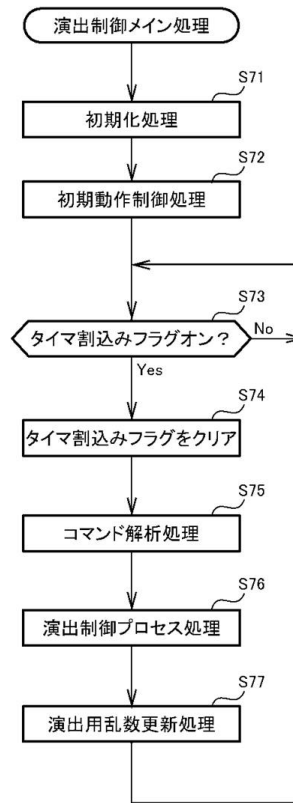 演出制御メイン処理
S71
初期化処理
S72
初期動作制御処理
S73
タイマ割込みフラグオン？
No
Yes
S74
タイマ割込みフラグをクリア
S75
コマンド解析処理
S76
演出制御プロセス処理
S77
演出用乱数更新処理